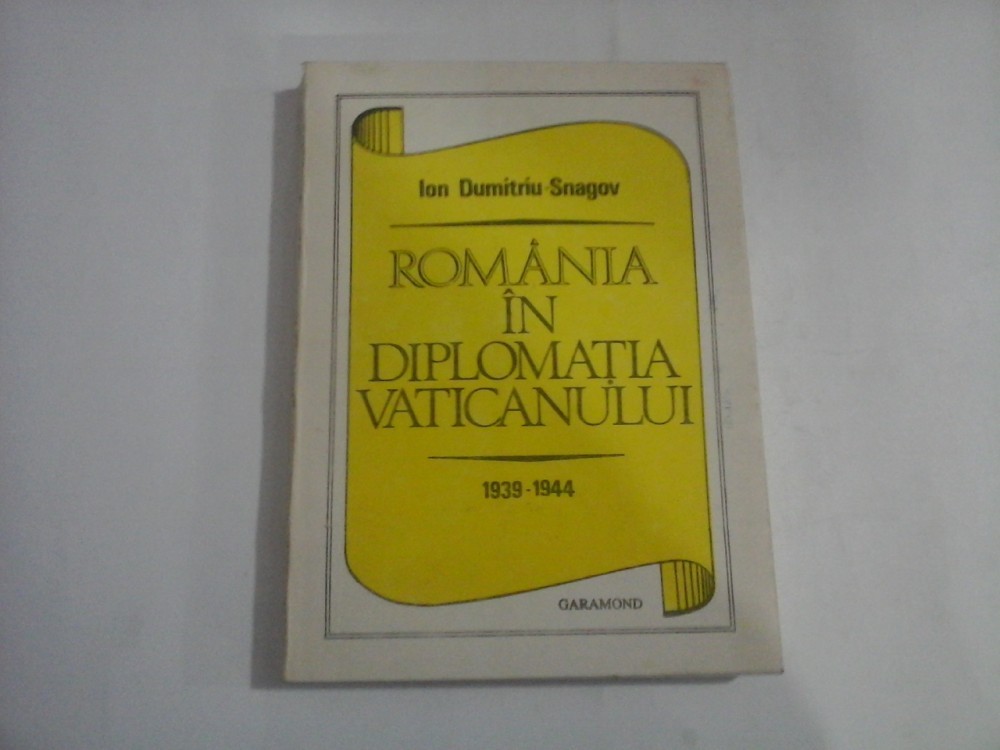 Ion Dumitriu-Snagov
ROMÂNIA
ÎN
DIPLOMAȚIA
VATICANULUI
1939-1944
GARAMOND